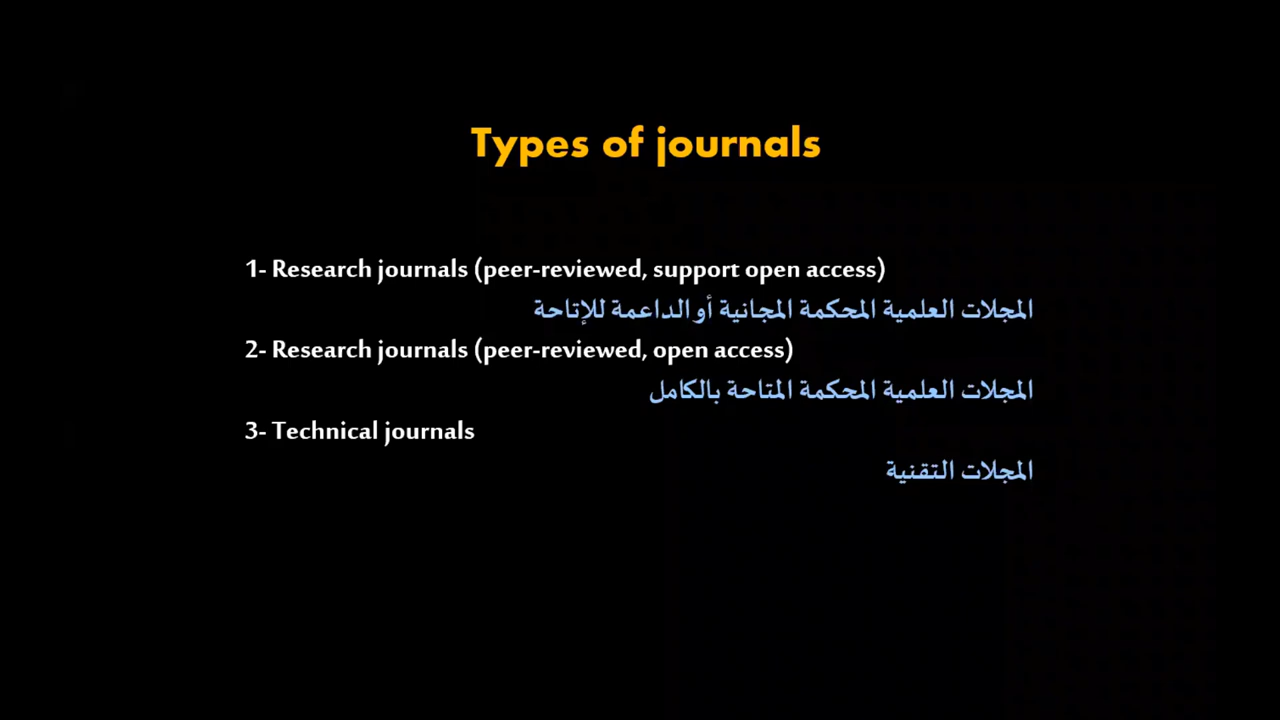 Types of journals
1- Research journals (peer-reviewed, support open access)
المجلات العلمية المحكمة المجانية أو الداعمة للإتاحة
2- Research journals (peer-reviewed, open access)
المجلات العلمية المحكمة المتاحة بالكامل
3- Technical journals
المجلات التقنية